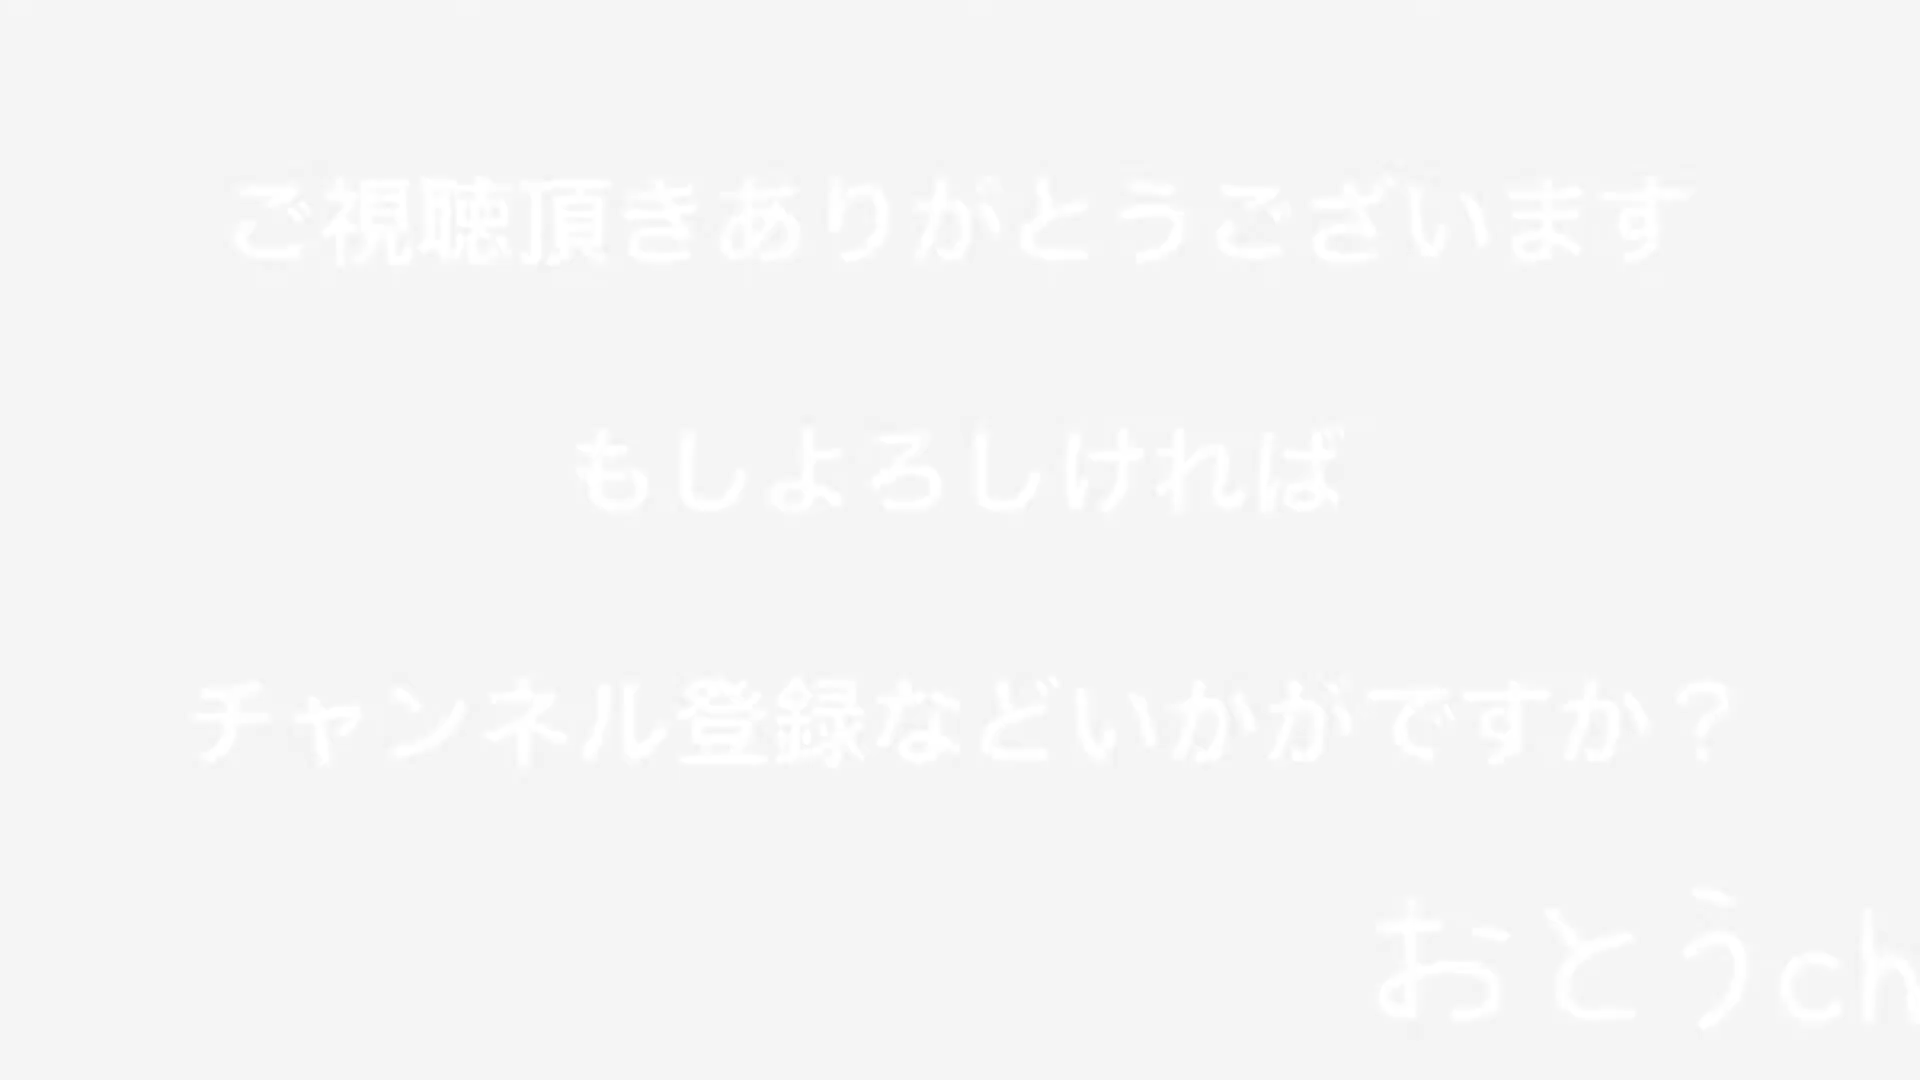 ご視聴頂きありがとうございます
もしよろしければ
チャンネル登録などいかがですか？
おとうch